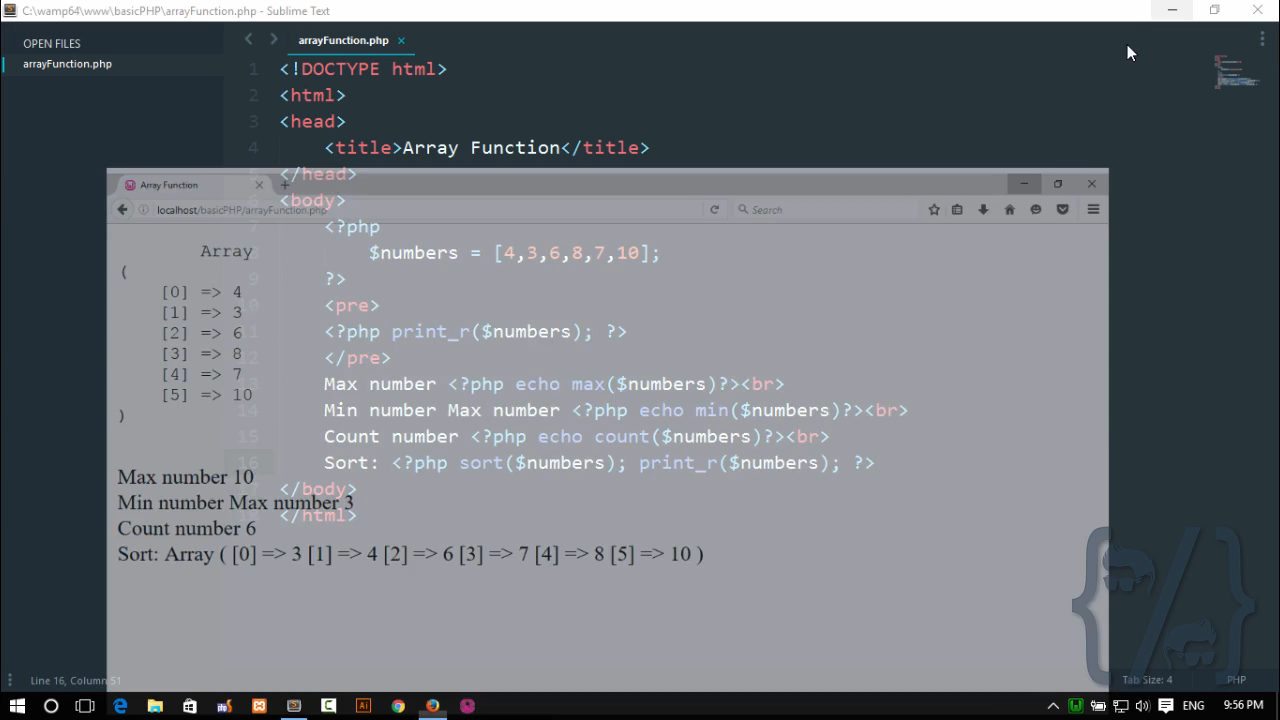 C:\wamp64\www\basicPHP\arrayFunction.php - Sublime Text
OPEN FILES
arrayFunction.php
arrayFunction.php
1 <!DOCTYPE html>
2 <html>
3 <head>
4 <title>Array Function</title>
</head>
<body>
<?php
$numbers = [4,3,6,8,7,10];
?>
<pre>
<?php print_r($numbers); ?>
</pre>
Max number <?php echo max($numbers)?><br>
14 Min number Max number <?php echo min($numbers)?><br>
15 Count number <?php echo count($numbers)?><br>
16 Sort: <?php sort($numbers); print_r($numbers); ?>
</body>
</html>
Array Function
localhost/basicPHP/arrayFunction.php
Search
Array
(
[0] => 4
[1] => 3
[2] => 6
[3] => 8
[4] => 7
[5] => 10
)
Max number 10
Min number Max number 3
Count number 6
Sort: Array ( [0] => 3 [1] => 4 [2] => 6 [3] => 7 [4] => 8 [5] => 10 )
Line 16, Column 51
Tab Size: 4
PHP
ENG
9:56 PM